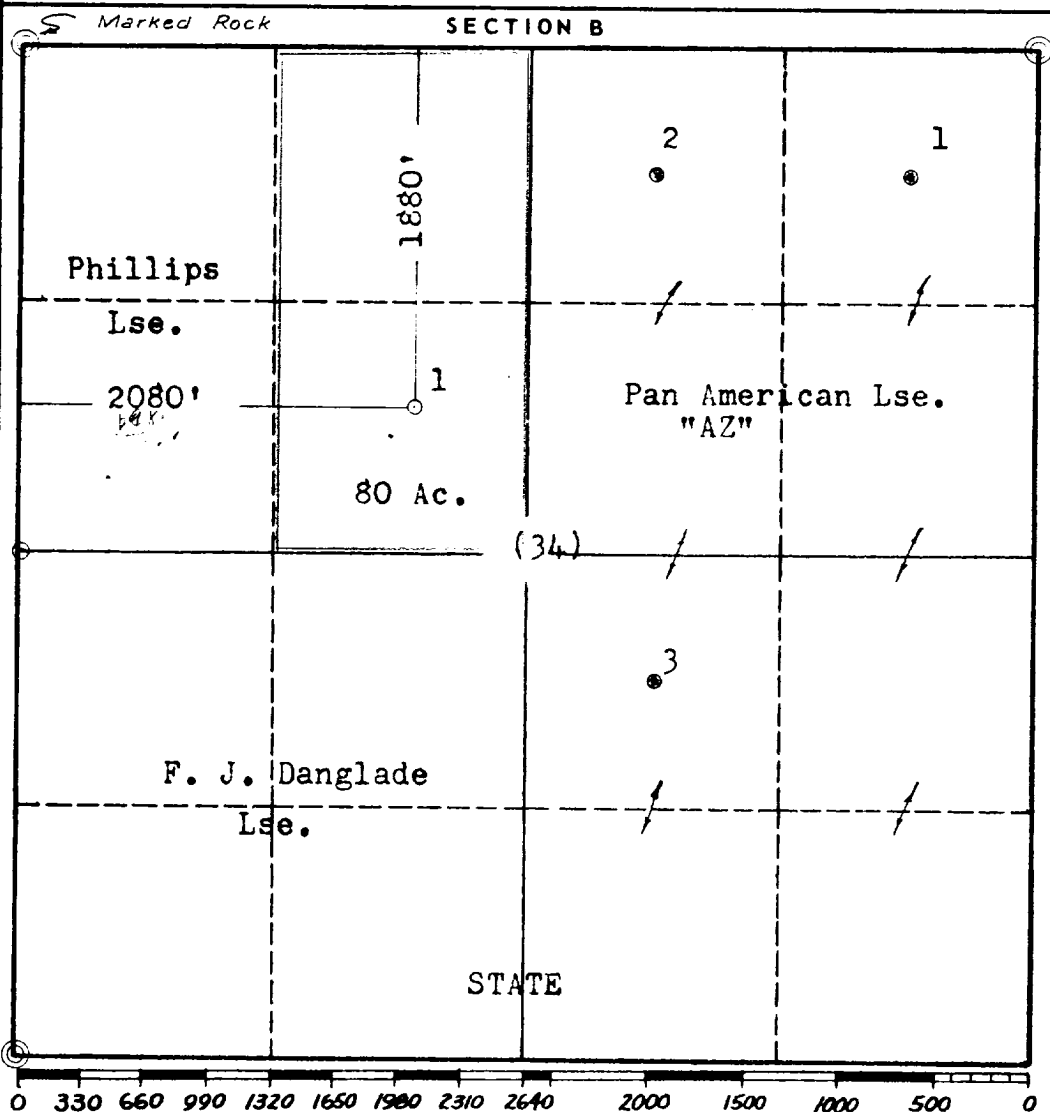 Marked Rock SECTION B
2 1
1880'
Phillips
Lse.
2080' 1
Pan American Lse.
"AZ"
80 Ac.
(34)
3
F. J. Danglade
Lse.
STATE
0 330 660 990 1320 1650 1980 2310 2640 2000 1500 1000 500 0